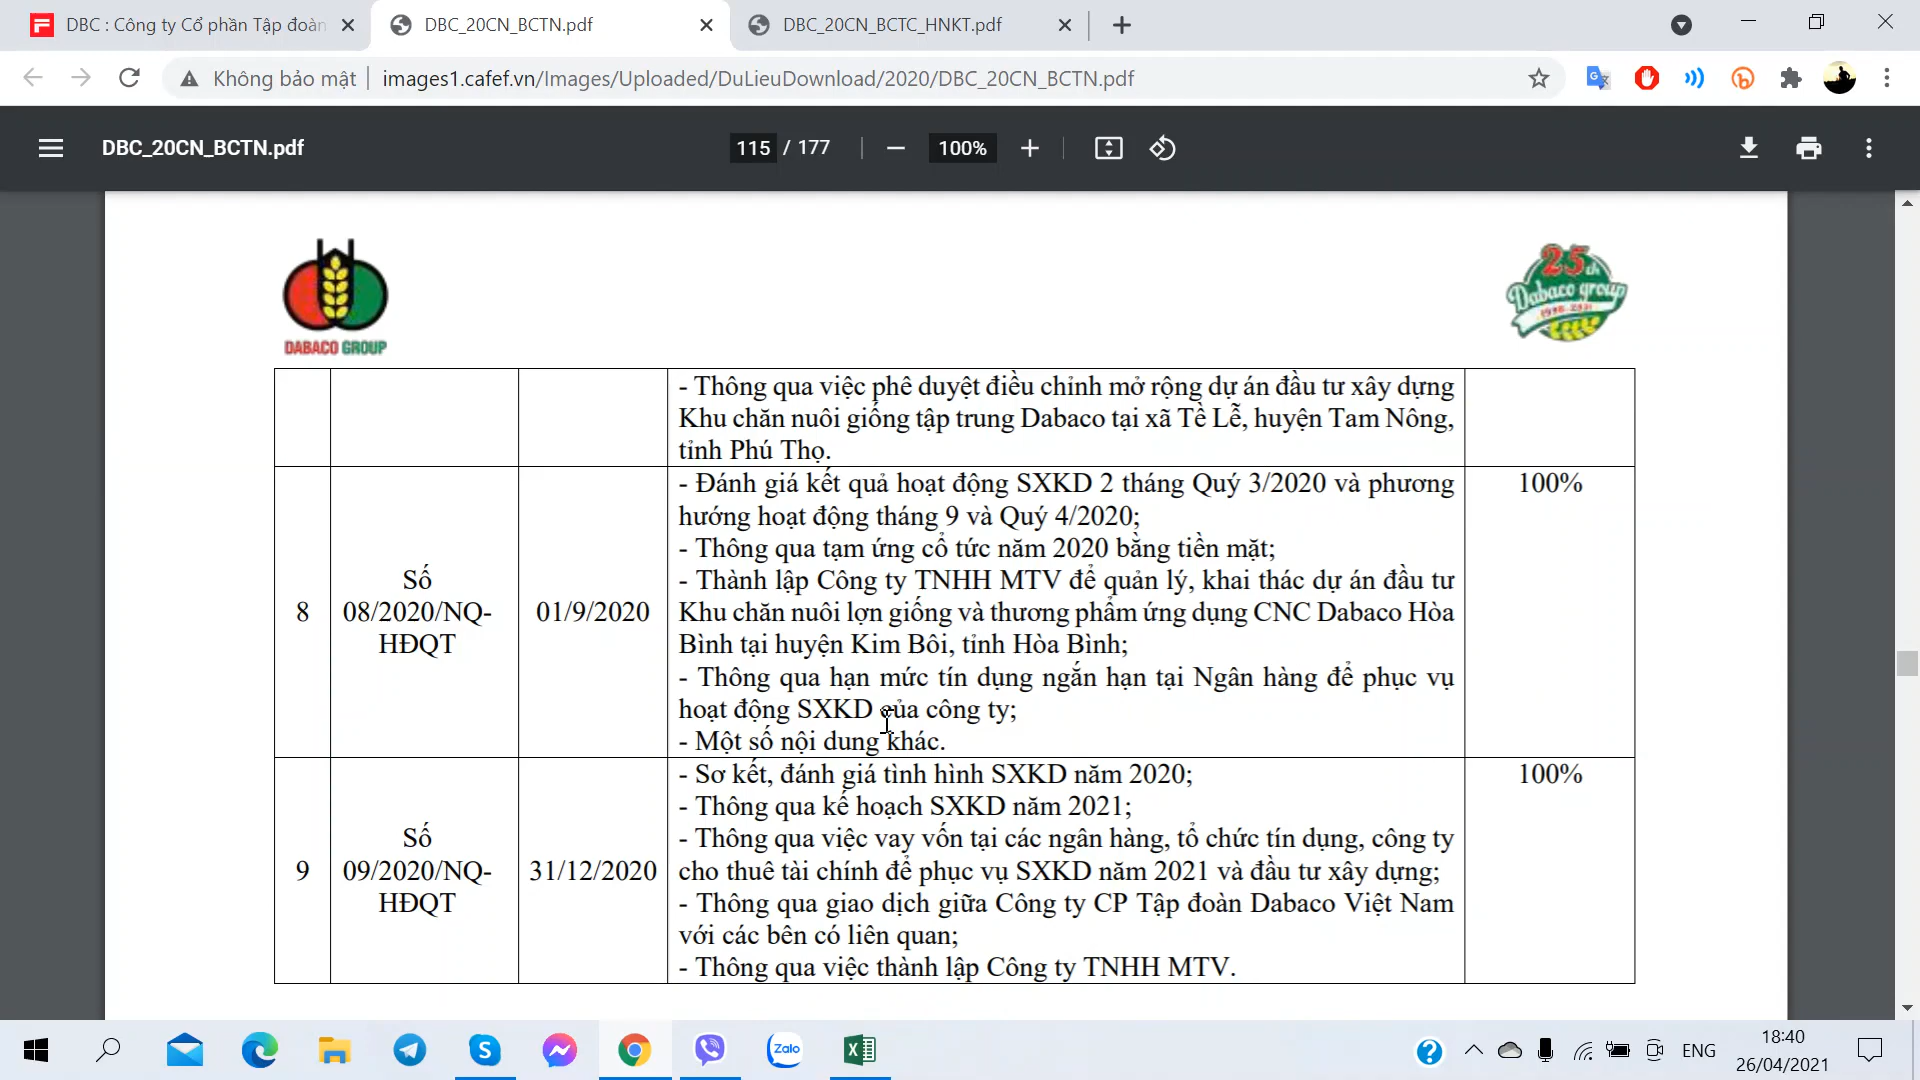 DBC : Công ty Cổ phần Tập đoàn
DBC_20CN_BCTN.pdf
DBC_20CN_BCTC_HNKT.pdf
Không bảo mật
images1.cafef.vn/Images/Uploaded/DuLieuDownload/2020/DBC_20CN_BCTN.pdf
DBC_20CN_BCTN.pdf
115 / 177
100%
DABACO GROUP
25th
Dabaco group
1996-2021
- Thông qua việc phê duyệt điều chỉnh mở rộng dự án đầu tư xây dựng
Khu chăn nuôi giống tập trung Dabaco tại xã Tề Lễ, huyện Tam Nông,
tỉnh Phú Thọ.
8
Số
08/2020/NQ-
HĐQT
01/9/2020
- Đánh giá kết quả hoạt động SXKD 2 tháng Quý 3/2020 và phương
hướng hoạt động tháng 9 và Quý 4/2020;
- Thông qua tạm ứng cổ tức năm 2020 bằng tiền mặt;
- Thành lập Công ty TNHH MTV để quản lý, khai thác dự án đầu tư
Khu chăn nuôi lợn giống và thương phẩm ứng dụng CNC Dabaco Hòa
Bình tại huyện Kim Bôi, tỉnh Hòa Bình;
- Thông qua hạn mức tín dụng ngắn hạn tại Ngân hàng để phục vụ
hoạt động SXKD của công ty;
- Một số nội dung khác.
100%
9
Số
09/2020/NQ-
HĐQT
31/12/2020
- Sơ kết, đánh giá tình hình SXKD năm 2020;
- Thông qua kế hoạch SXKD năm 2021;
- Thông qua việc vay vốn tại các ngân hàng, tổ chức tín dụng, công ty
cho thuê tài chính để phục vụ SXKD năm 2021 và đầu tư xây dựng;
- Thông qua giao dịch giữa Công ty CP Tập đoàn Dabaco Việt Nam
với các bên có liên quan;
- Thông qua việc thành lập Công ty TNHH MTV.
100%
Zalo
ENG
18:40
26/04/2021